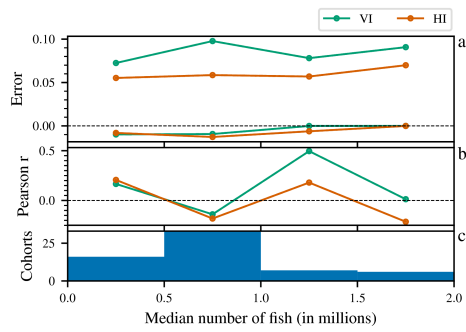 VI HI
0.10 a
0.05
0.00
Error
0.5 b
0.0
Pearson r
25 c
0
Cohorts
0.0 0.5 1.0 1.5 2.0
Median number of fish (in millions)